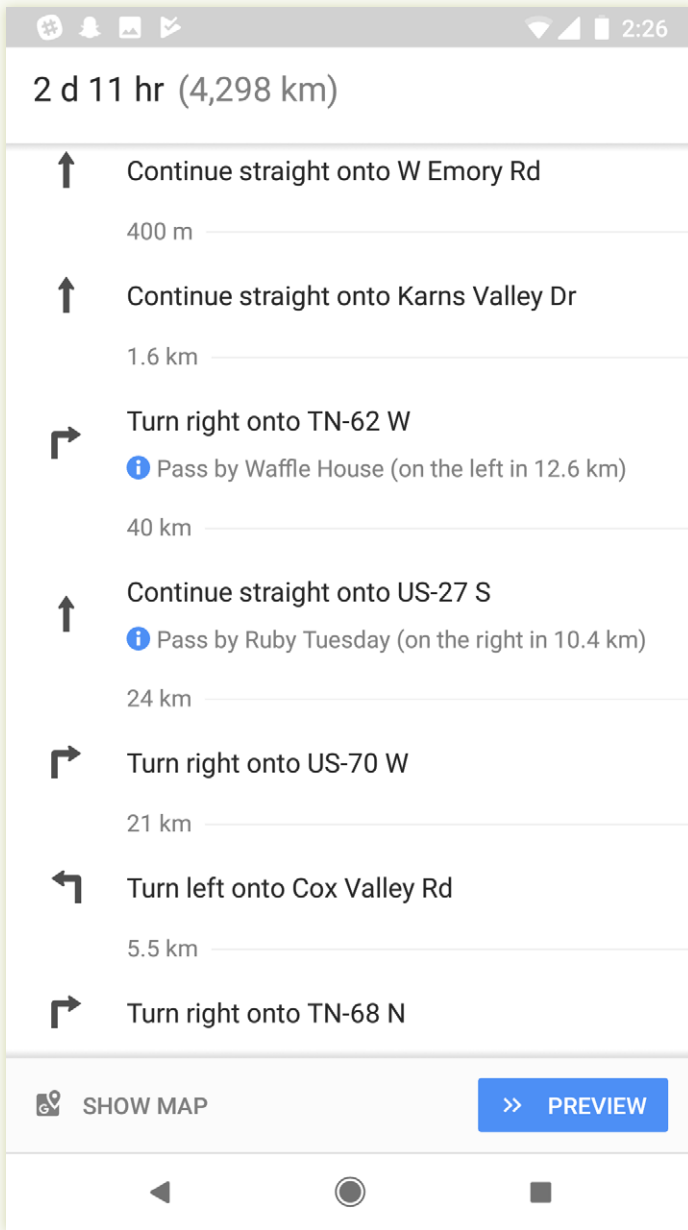 2:26
2 d 11 hr (4,298 km)
Continue straight onto W Emory Rd
400 m
Continue straight onto Karns Valley Dr
1.6 km
Turn right onto TN-62 W
Pass by Waffle House (on the left in 12.6 km)
40 km
Continue straight onto US-27 S
Pass by Ruby Tuesday (on the right in 10.4 km)
24 km
Turn right onto US-70 W
21 km
Turn left onto Cox Valley Rd
5.5 km
Turn right onto TN-68 N
SHOW MAP
PREVIEW